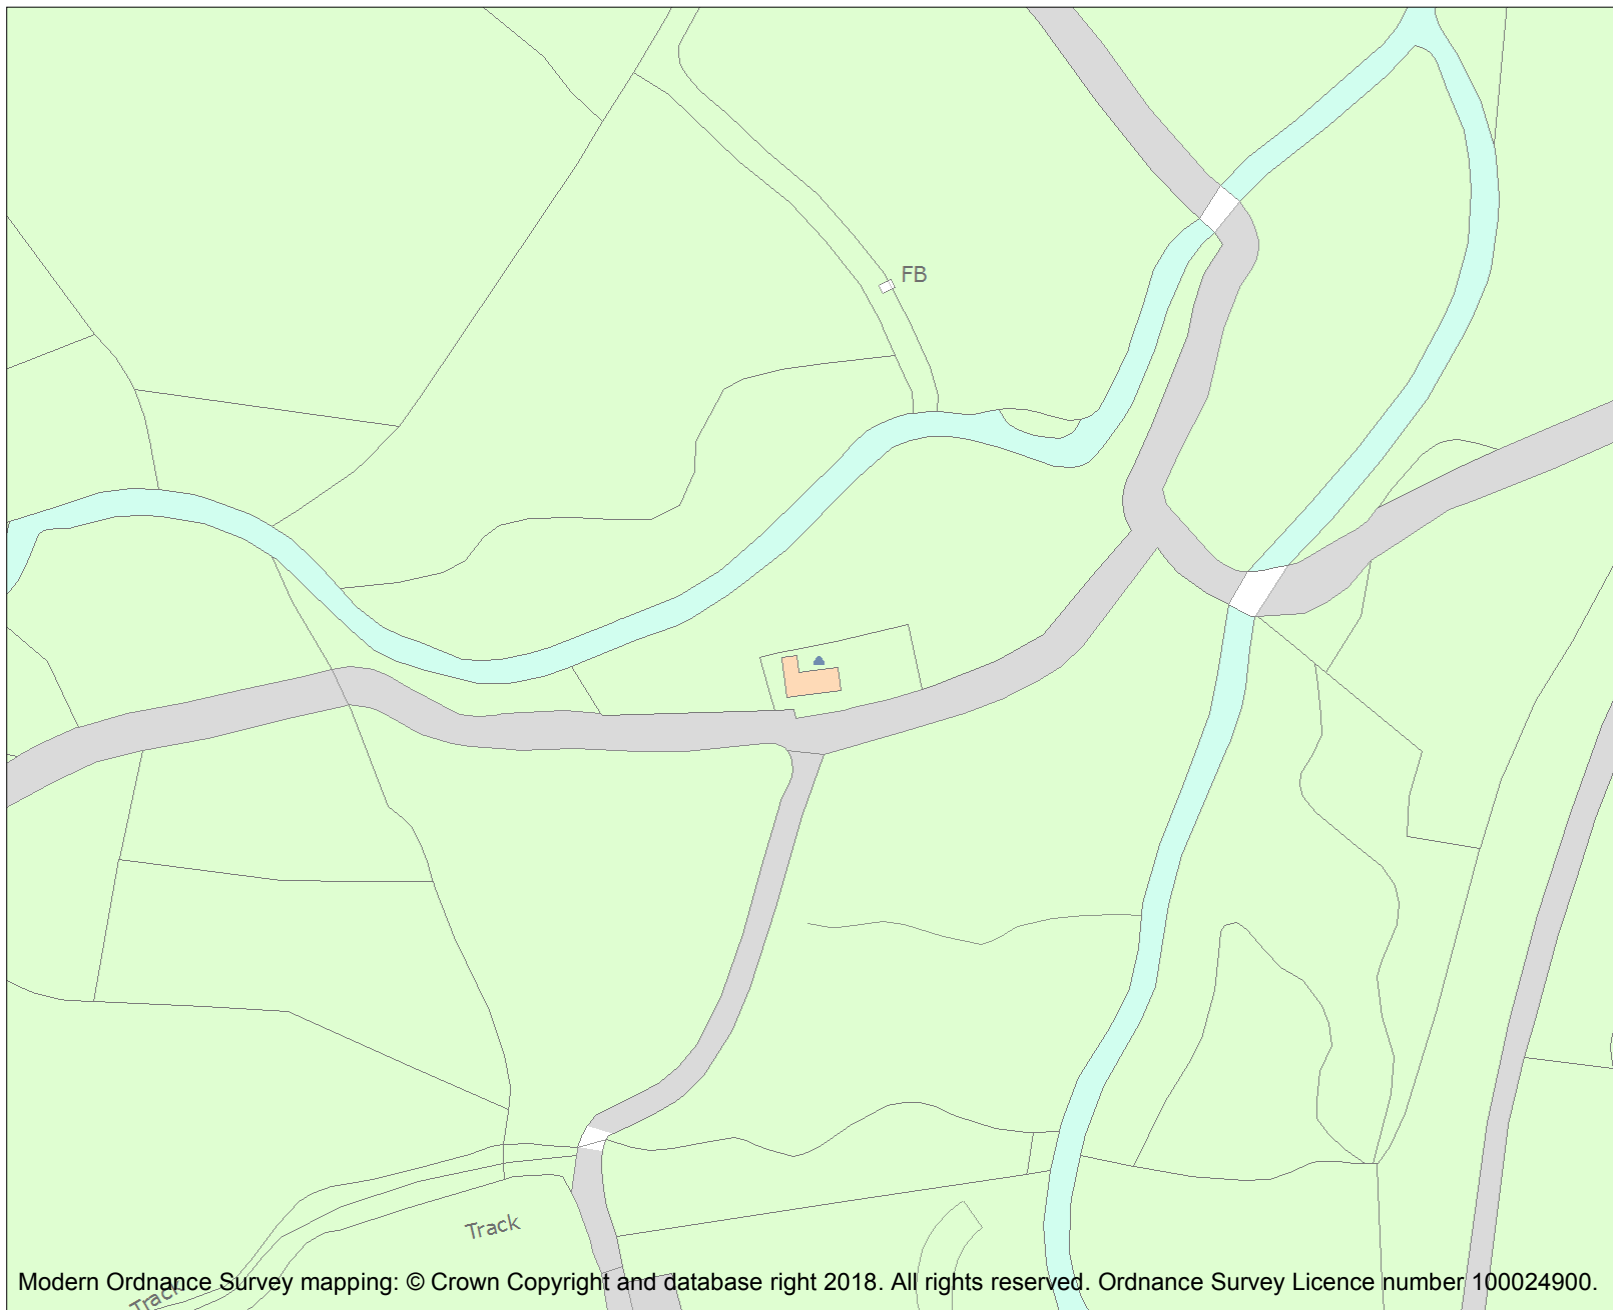 FB
Track
Track
Modern Ordnance Survey mapping: © Crown Copyright and database right 2018. All rights reserved. Ordnance Survey Licence number 100024900.